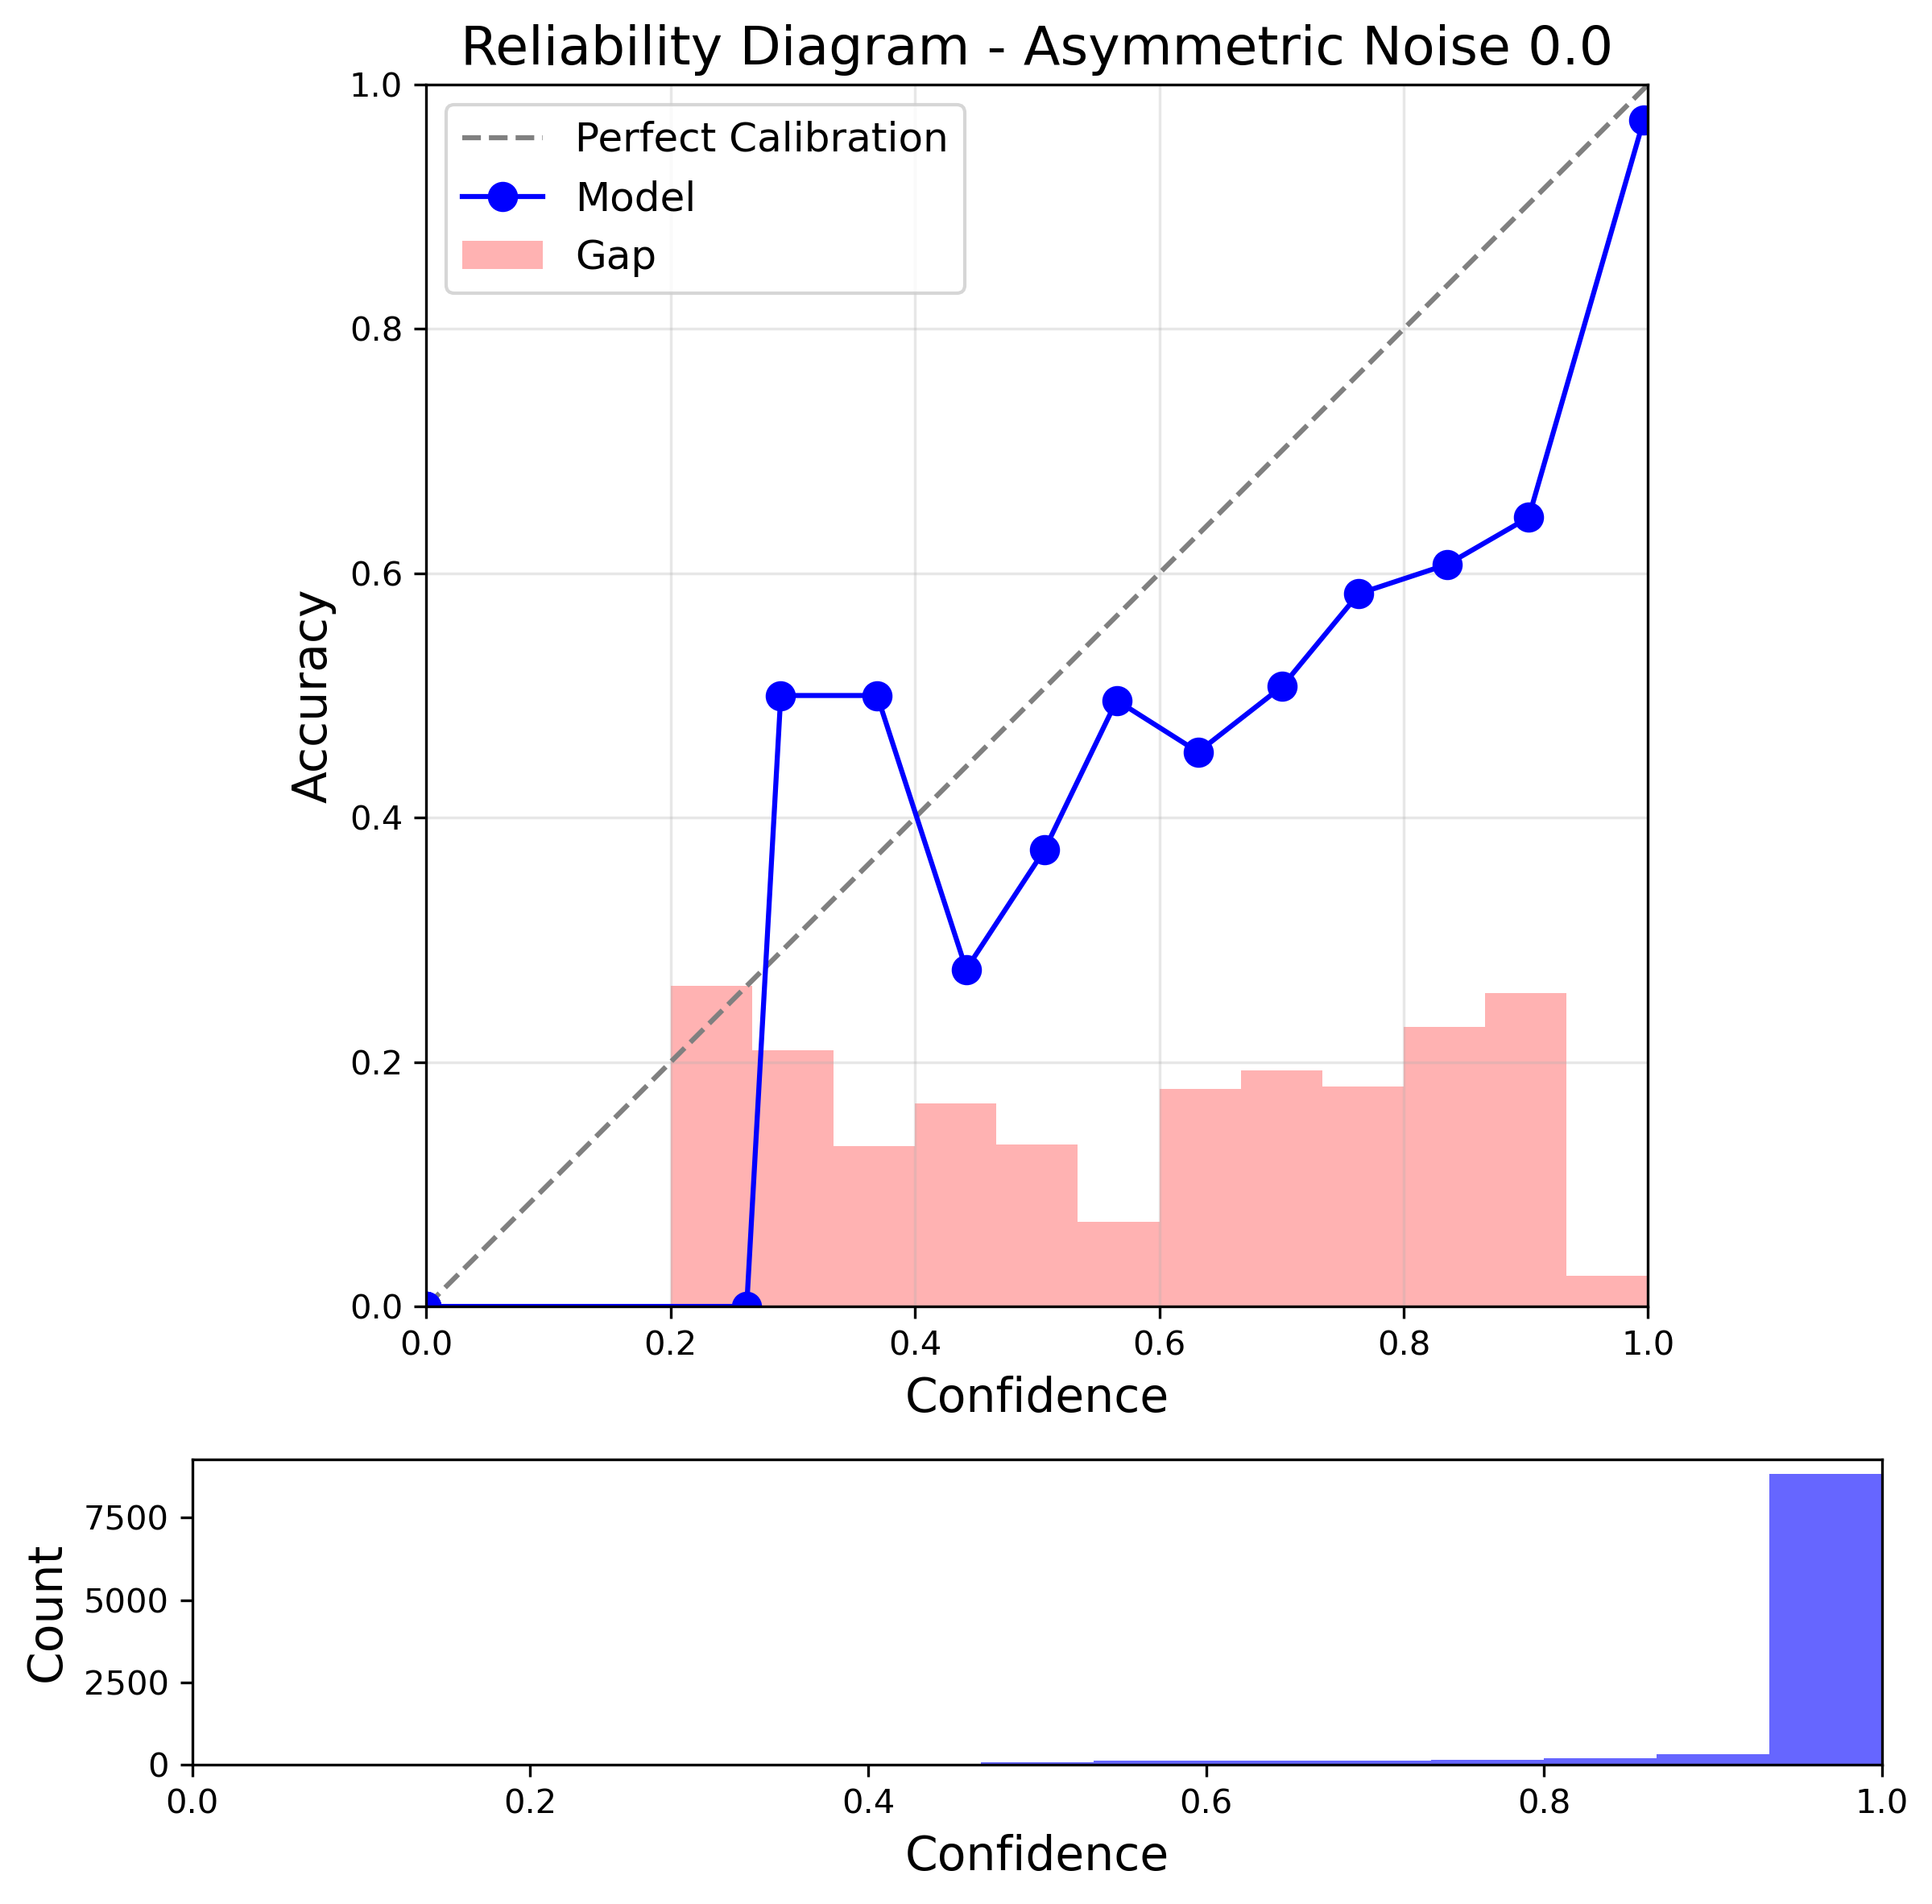 Reliability Diagram - Asymmetric Noise 0.0
1.0
0.8
0.6
0.4
0.2
0.0
Accuracy
Perfect Calibration
Model
Gap
0.0 0.2 0.4 0.6 0.8 1.0
Confidence
7500
5000
2500
0
Count
0.0 0.2 0.4 0.6 0.8 1.0
Confidence